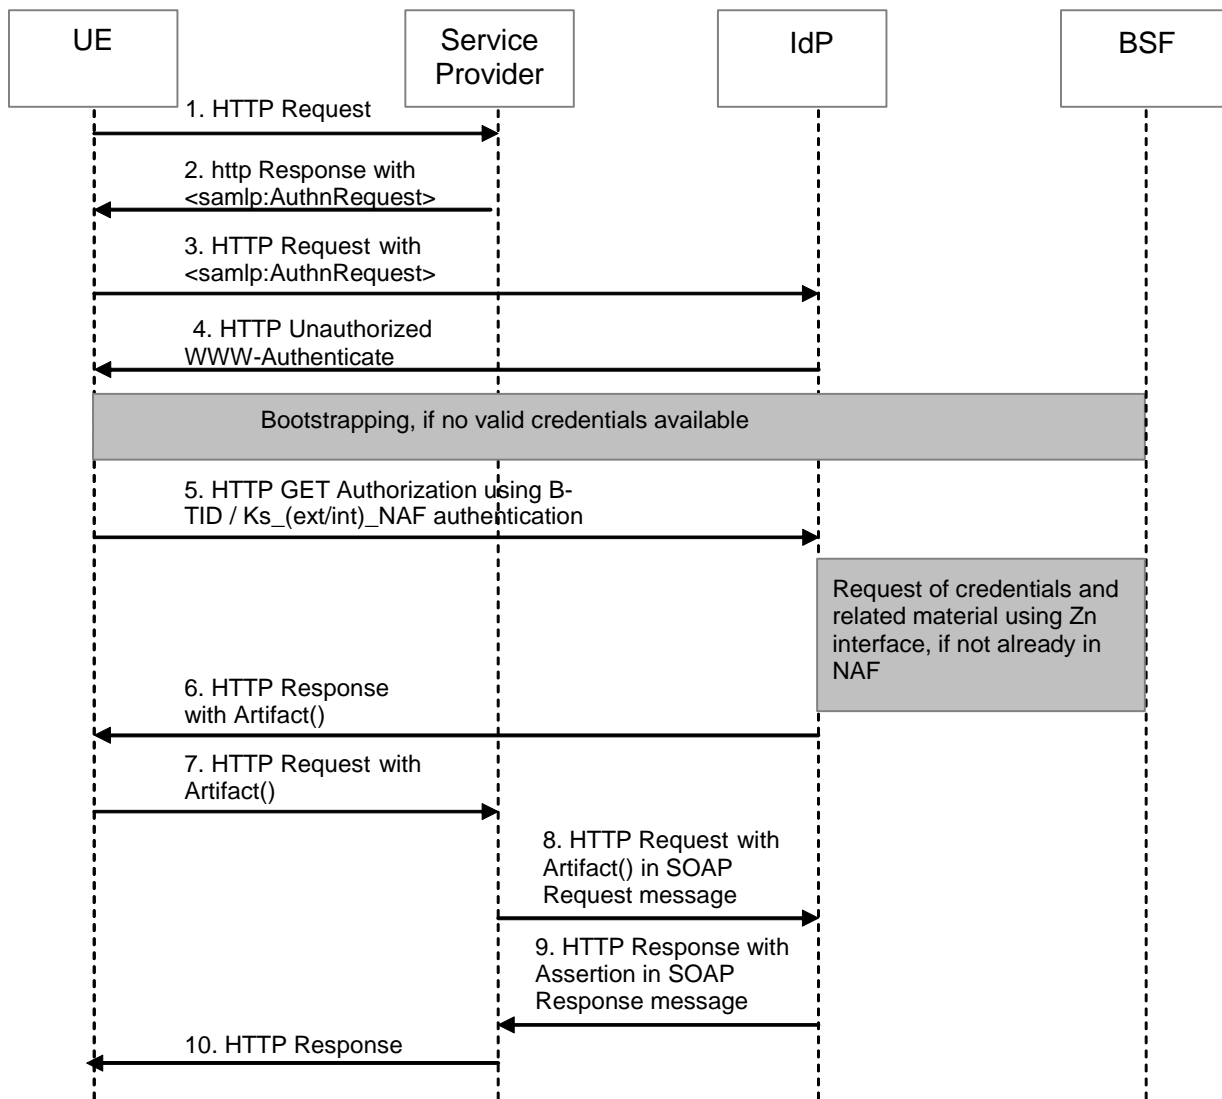 UE
Service
Provider
IdP
BSF
1. HTTP Request
2. http Response with
<samlp:AuthnRequest>
3. HTTP Request with
<samlp:AuthnRequest>
4. HTTP Unauthorized
WWW-Authenticate
Bootstrapping, if no valid credentials available
5. HTTP GET Authorization using B-
TID / Ks_(ext/int)_NAF authentication
Request of credentials and
related material using Zn
interface, if not already in
NAF
6. HTTP Response
with Artifact()
7. HTTP Request with
Artifact()
8. HTTP Request with
Artifact() in SOAP
Request message
9. HTTP Response with
Assertion in SOAP
Response message
10. HTTP Response